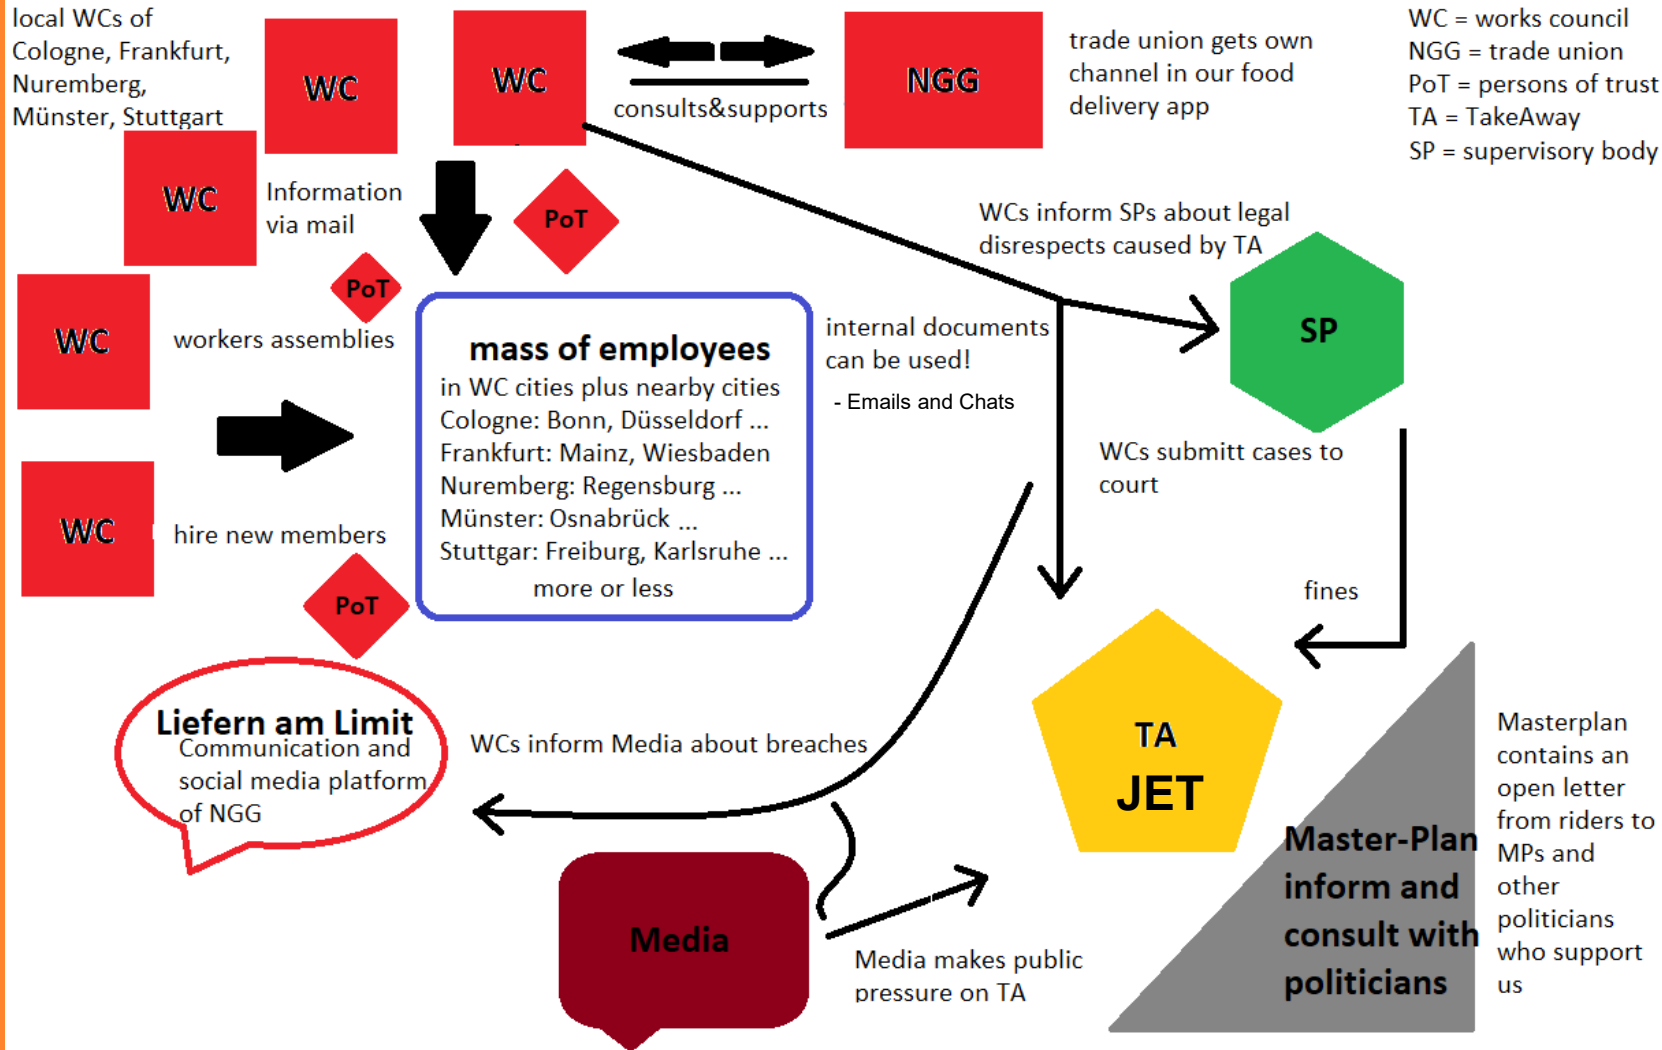 local WCs of
Cologne, Frankfurt,
Nuremberg,
Münster, Stuttgart
WC
WC
consults&supports
NGG
trade union gets own
channel in our food
delivery app
WC = works council
NGG = trade union
PoT = persons of trust
TA = TakeAway
SP = supervisory body
WC
Information
via mail
PoT
PoT
WCs inform SPs about legal
disrespects caused by TA
SP
WC
workers assemblies
mass of employees
in WC cities plus nearby cities
Cologne: Bonn, Düsseldorf ...
Frankfurt: Mainz, Wiesbaden
Nuremberg: Regensburg ...
Münster: Osnabrück ...
Stuttgar: Freiburg, Karlsruhe ...
more or less
internal documents
can be used!
- Emails and Chats
WCs submitt cases to
court
WC
hire new members
PoT
fines
Liefern am Limit
Communication and
social media platform
of NGG
WCs inform Media about breaches
TA
JET
Media
Media makes public
pressure on TA
Master-Plan
inform and
consult with
politicians
Masterplan
contains an
open letter
from riders to
MPs and
other
politicians
who support
us